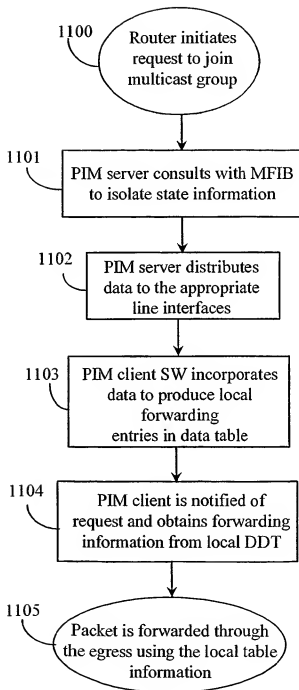 1100
Router initiates
request to join
multicast group
1101
PIM server consults with MFIB
to isolate state information
1102
PIM server distributes
data to the appropriate
line interfaces
1103
PIM client SW incorporates
data to produce local
forwarding
entries in data table
1104
PIM client is notified of
request and obtains forwarding
information from local DDT
1105
Packet is forwarded through
the egress using the local table
information